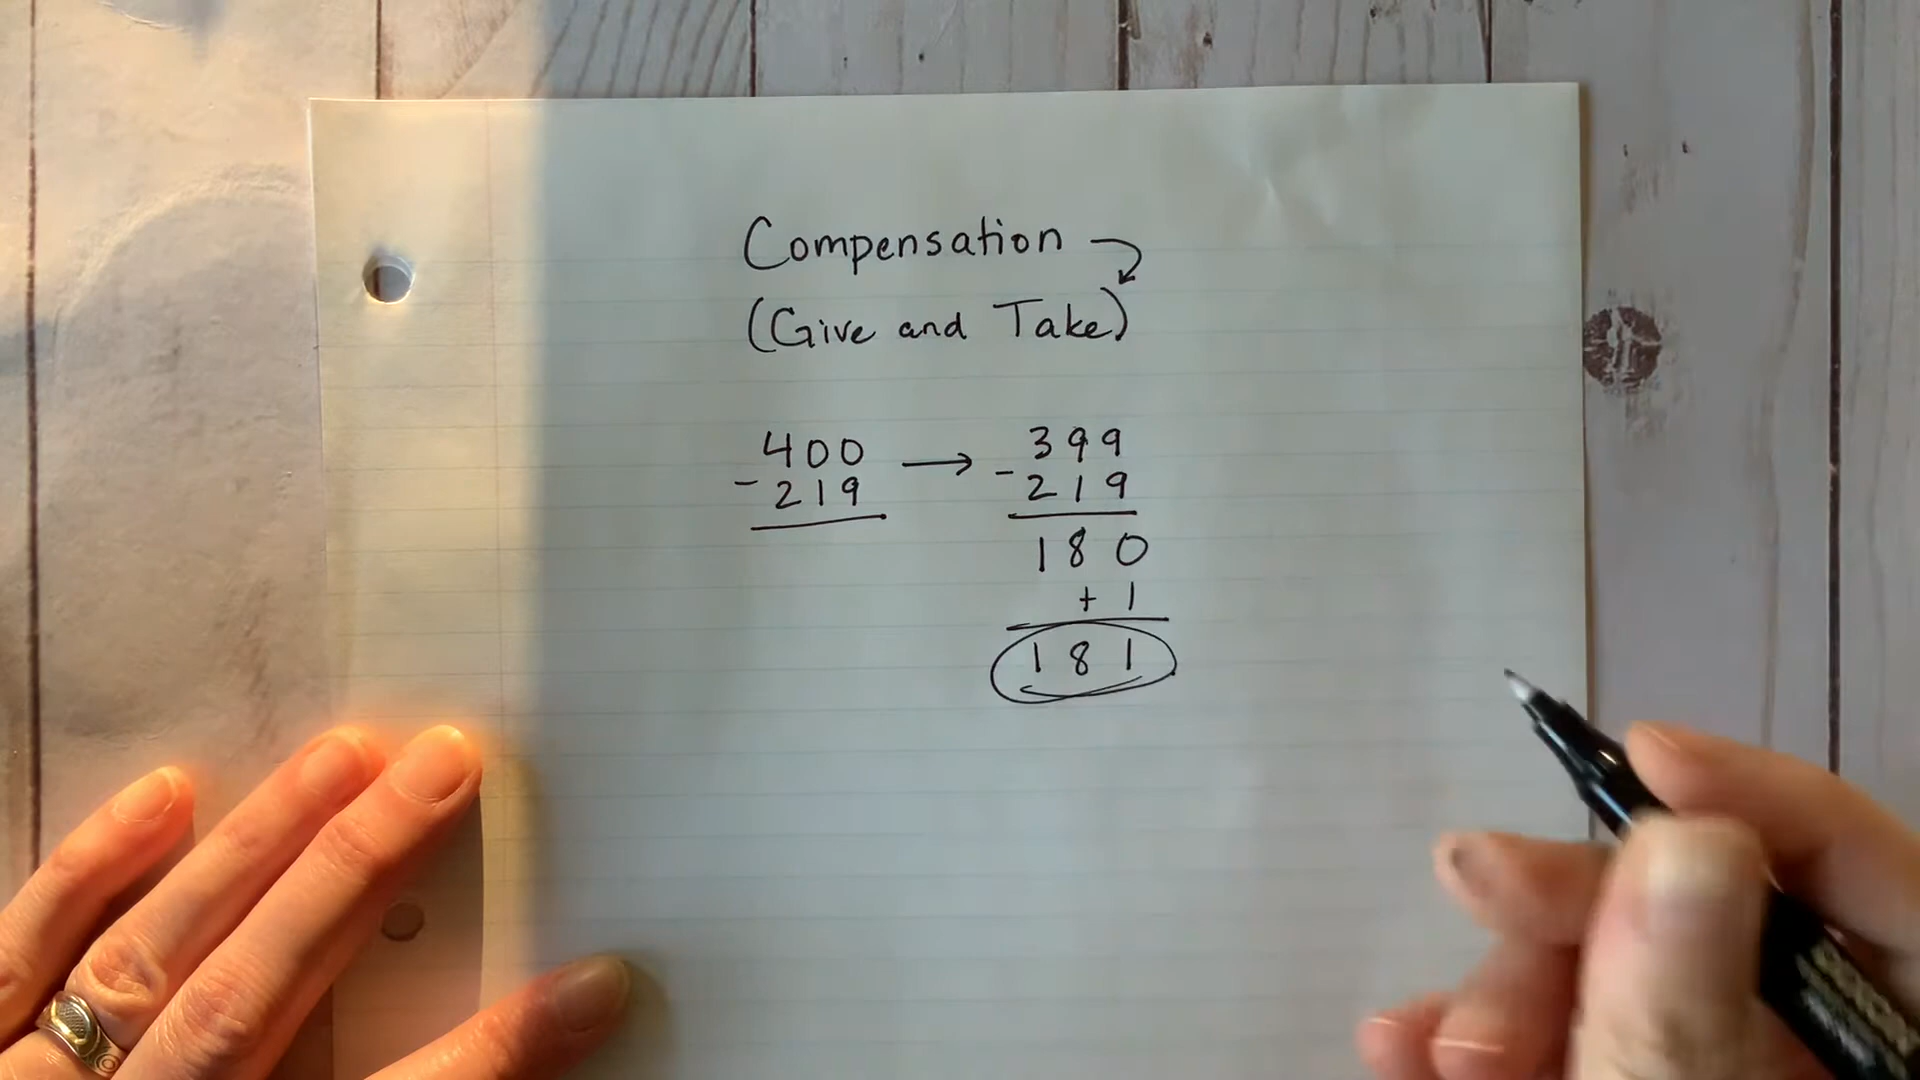 Compensation
(Give and Take)
400 → 399
- 219 - 219
180
+ 1
181